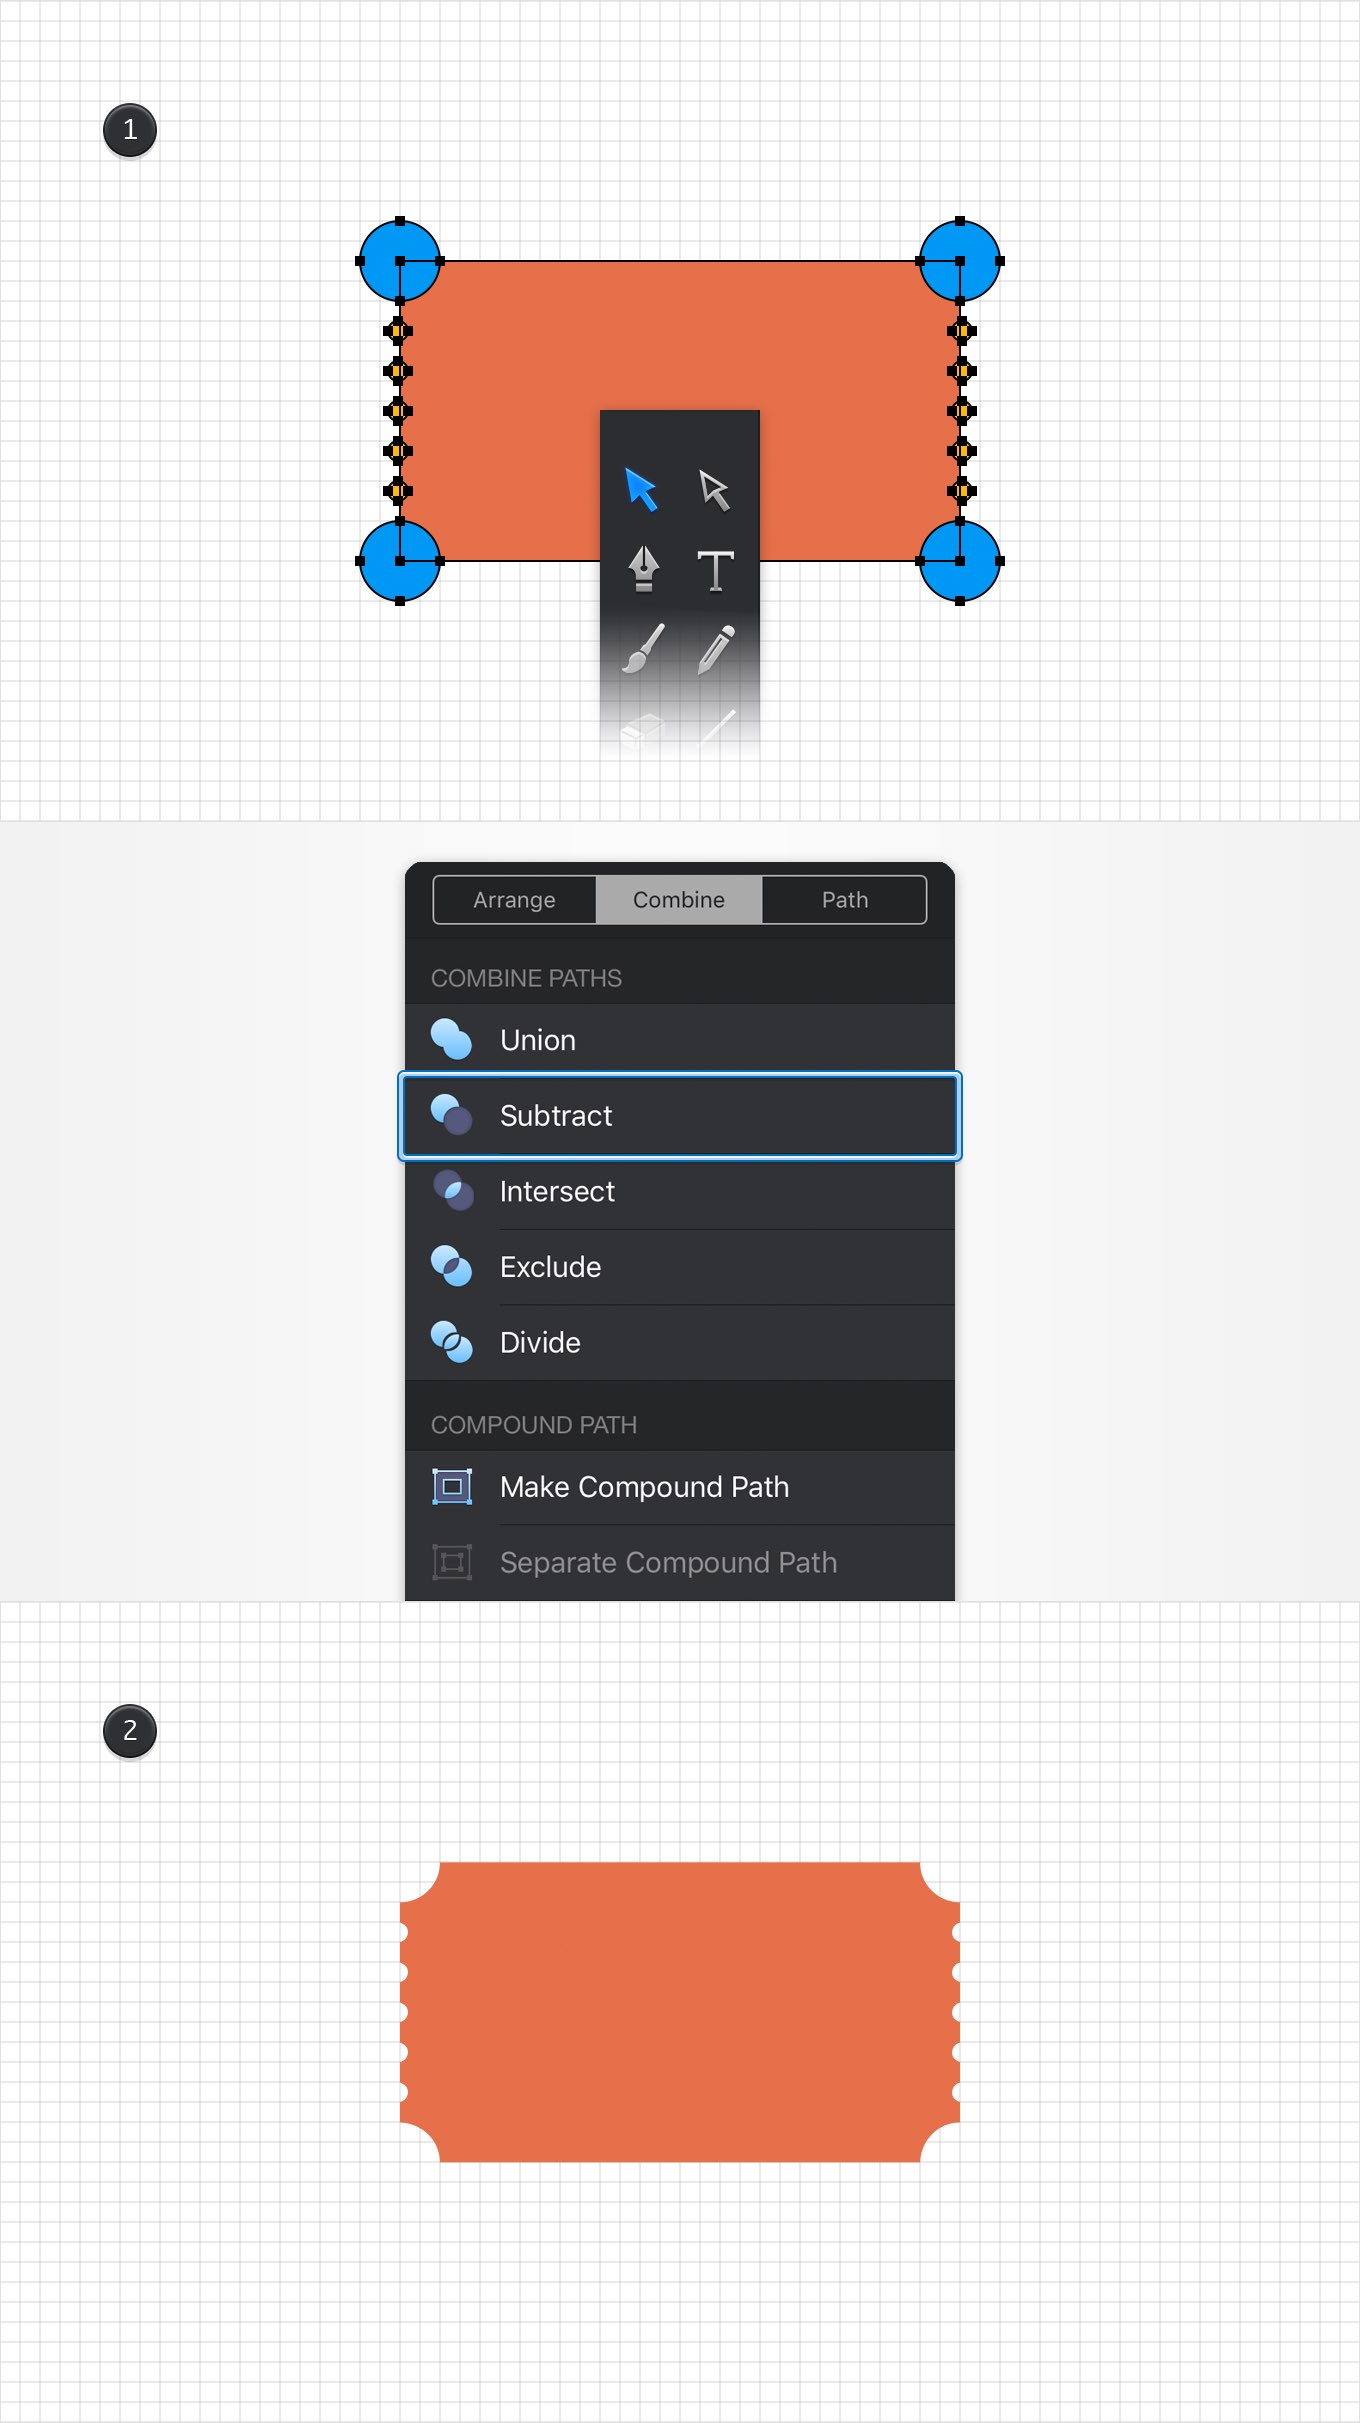 1
T
Arrange Combine Path
COMBINE PATHS
Union
Subtract
Intersect
Exclude
Divide
COMPOUND PATH
Make Compound Path
Separate Compound Path
2